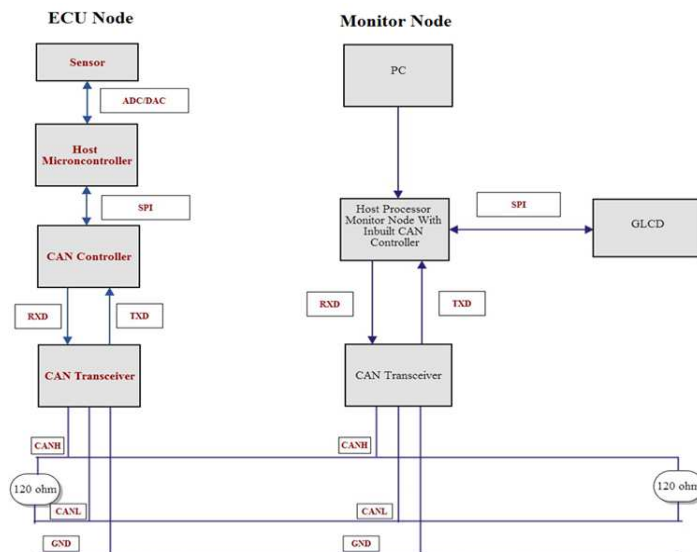 ECU Node
Monitor Node
Sensor
PC
ADC/DAC
Host
Microncontroller
SPI
Host Processor
Monitor Node With
Inbuilt CAN
Controller
SPI
GLCD
CAN Controller
RXD
TXD
RXD
TXD
CAN Transceiver
CAN Transceiver
CANH
CANH
120 ohm
120 ohm
CANL
CANL
GND
GND